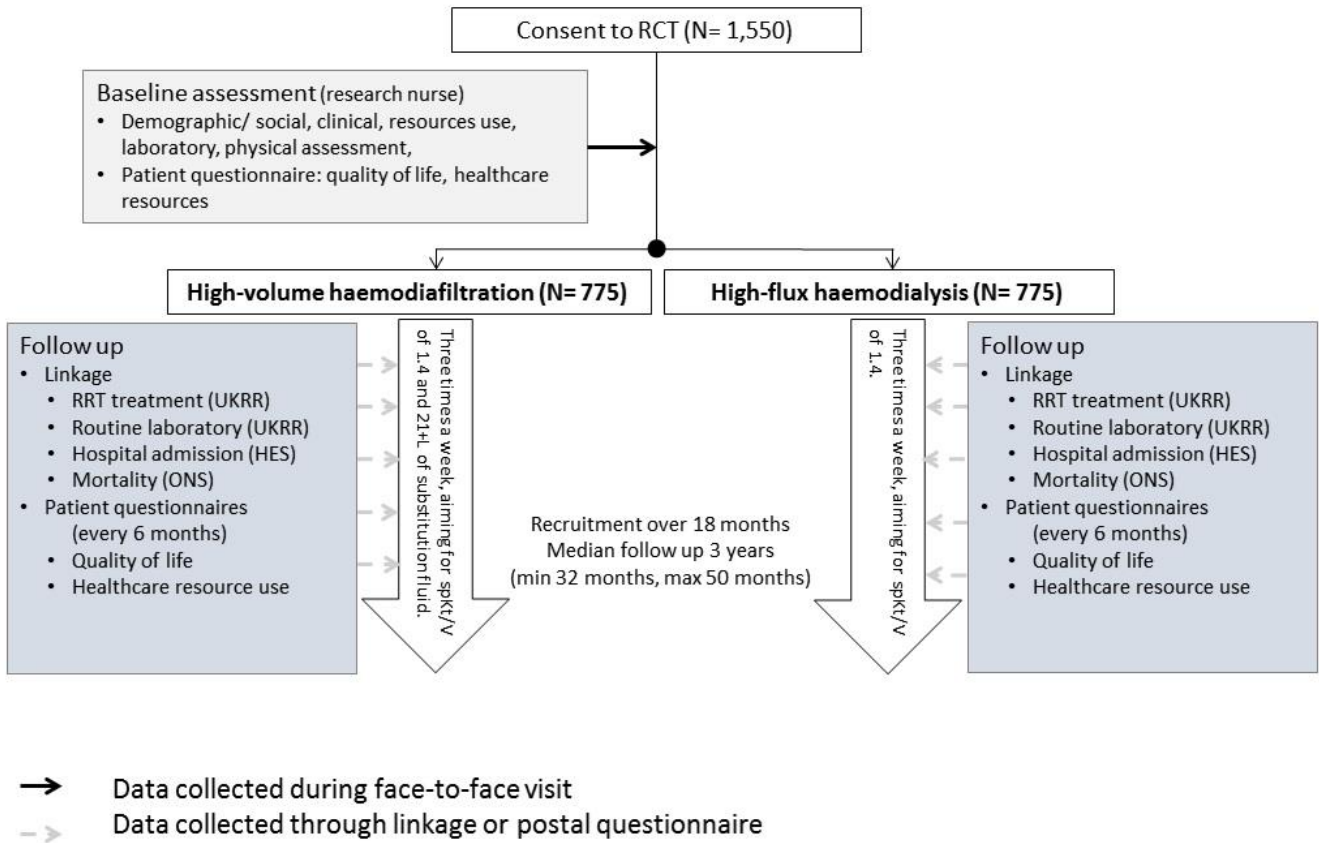 Consent to RCT (N= 1,550)
Baseline assessment (research nurse)
• Demographic/ social, clinical, resources use,
laboratory, physical assessment,
• Patient questionnaire: quality of life, healthcare
resources
High-volume haemodiafiltration (N= 775)
High-flux haemodialysis (N= 775)
Follow up
• Linkage
• RRT treatment (UKRR)
• Routine laboratory (UKRR)
• Hospital admission (HES)
• Mortality (ONS)
• Patient questionnaires
(every 6 months)
• Quality of life
• Healthcare resource use
Three times a week, aiming for spKt/V
of 1.4 and 21+L of substitution fluid.
Recruitment over 18 months
Median follow up 3 years
(min 32 months, max 50 months)
Three times a week, aiming for spKt/V
of 1.4.
Follow up
• Linkage
• RRT treatment (UKRR)
• Routine laboratory (UKRR)
• Hospital admission (HES)
• Mortality (ONS)
• Patient questionnaires
(every 6 months)
• Quality of life
• Healthcare resource use
Data collected during face-to-face visit
Data collected through linkage or postal questionnaire